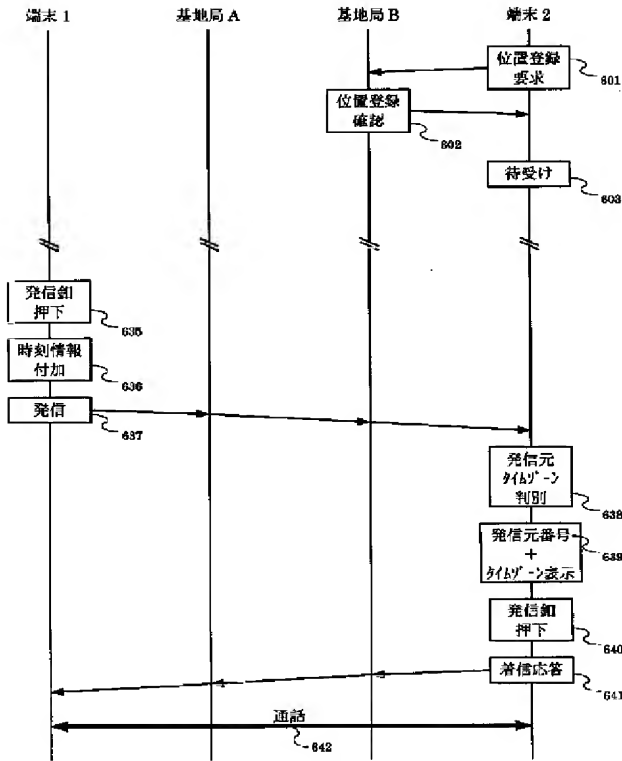 端末 1
基地局 A
基地局 B
端末 2
位置登録
要求
601
位置登録
確認
602
待受け
603
発信釦
押下
635
時刻情報
付加
636
発信
637
発信元
ﾀｲﾑｿﾞｰﾝ
判別
638
発信元番号
+
ﾀｲﾑｿﾞｰﾝ表示
639
発信釦
押下
640
着信応答
641
通話
642